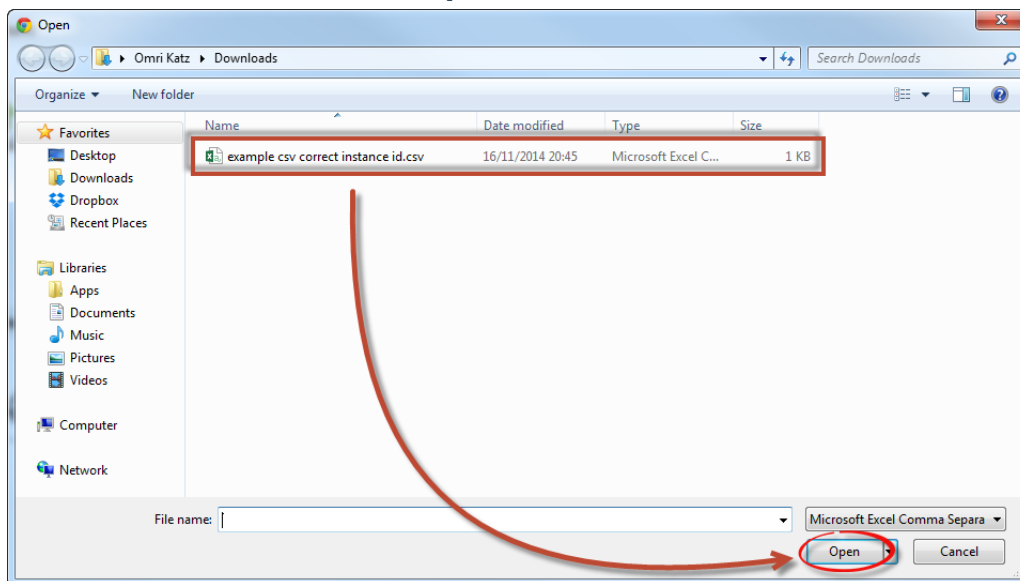 Open
Omri Katz Downloads Search Downloads
Organize New folder
Name Date modified Type Size
example csv correct instance id.csv 16/11/2014 20:45 Microsoft Excel C... 1 KB
Favorites
Desktop
Downloads
Dropbox
Recent Places
Libraries
Apps
Documents
Music
Pictures
Videos
Computer
Network
File name: Microsoft Excel Comma Separa
Open Cancel